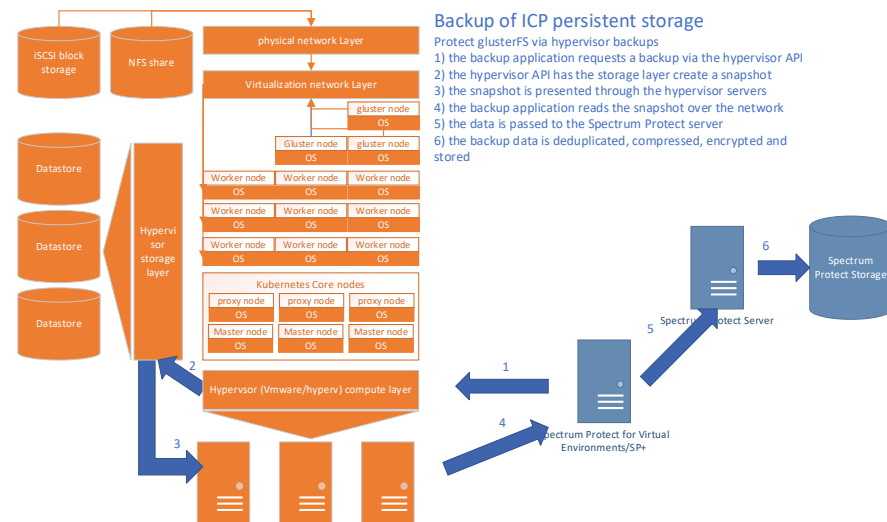 Backup of ICP persistent storage
Protect glusterFS via hypervisor backups
1) the backup application requests a backup via the hypervisor API
2) the hypervisor API has the storage layer create a snapshot
3) the snapshot is presented through the hypervisor servers
4) the backup application reads the snapshot over the network
5) the data is passed to the Spectrum Protect server
6) the backup data is deduplicated, compressed, encrypted and
stored
iSCSI block
storage
NFS share
physical network Layer
Virtualization network Layer
gluster node
OS
Gluster node
gluster node
OS
OS
Worker node
Worker node
Worker node
OS
OS
OS
Worker node
Worker node
Worker node
OS
OS
OS
Worker node
Worker node
Worker node
OS
OS
OS
Datastore
Datastore
Datastore
Hypervi
sor
storage
layer
Kubernetes Core nodes
proxy node
proxy node
proxy node
OS
OS
OS
Master node
Master node
Master node
OS
OS
OS
Hypervsor (Vmware/hyperv) compute layer
2
3
1
4
5
6
Spectrum Protect for Virtual
Environments/SP+
Spectrum Protect Server
Spectrum
Protect Storage